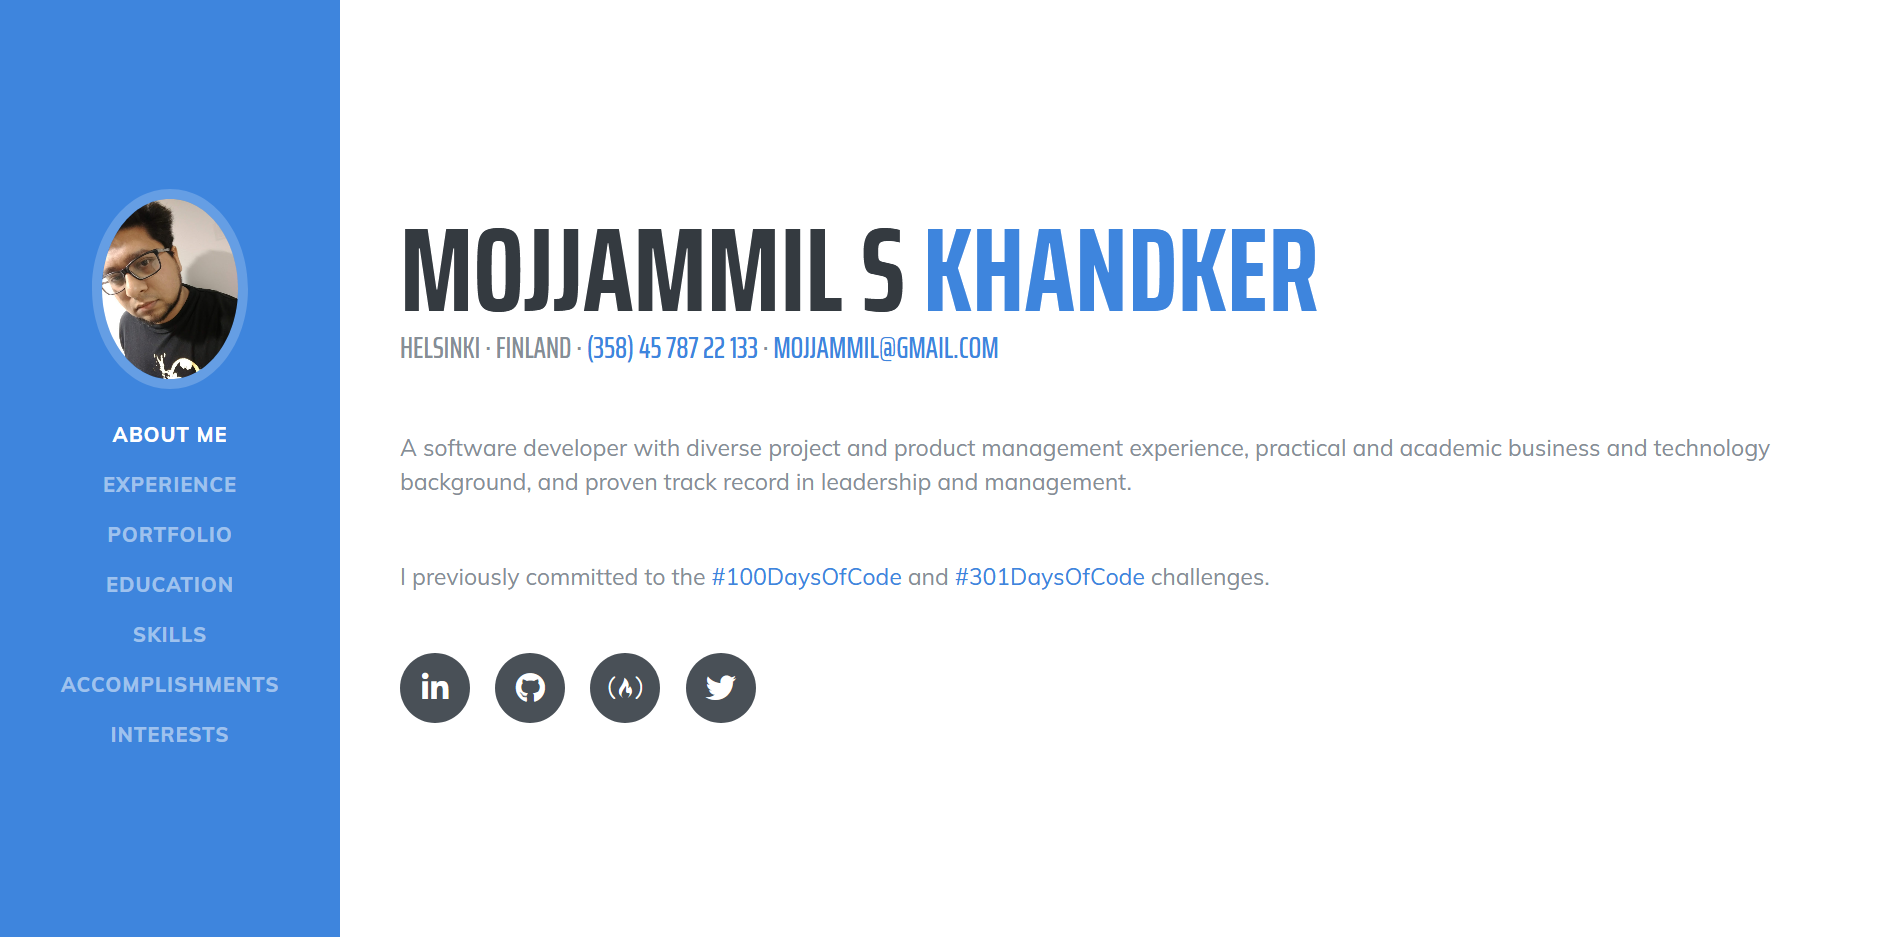 ABOUT ME
EXPERIENCE
PORTFOLIO
EDUCATION
SKILLS
ACCOMPLISHMENTS
INTERESTS
MOJJAMMIL S KHANDKER
HELSINKI · FINLAND · (358) 45 787 22 133 · MOJJAMMIL@GMAIL.COM
A software developer with diverse project and product management experience, practical and academic business and technology
background, and proven track record in leadership and management.
I previously committed to the #100DaysOfCode and #301DaysOfCode challenges.
in